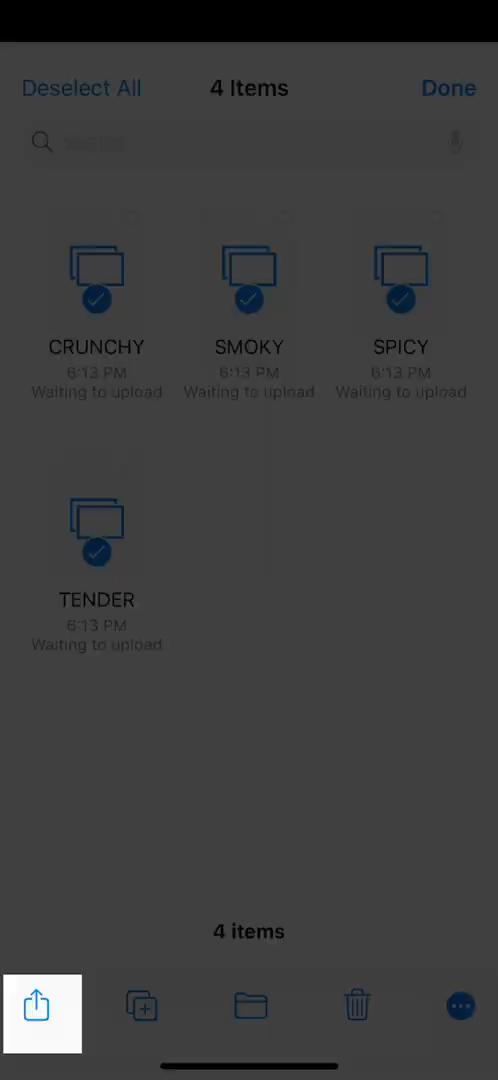 Deselect All 4 Items Done
CRUNCHY SMOKY SPICY
6:13 PM 6:13 PM 6:13 PM
Waiting to upload Waiting to upload Waiting to upload
TENDER
6:13 PM
Waiting to upload
4 items